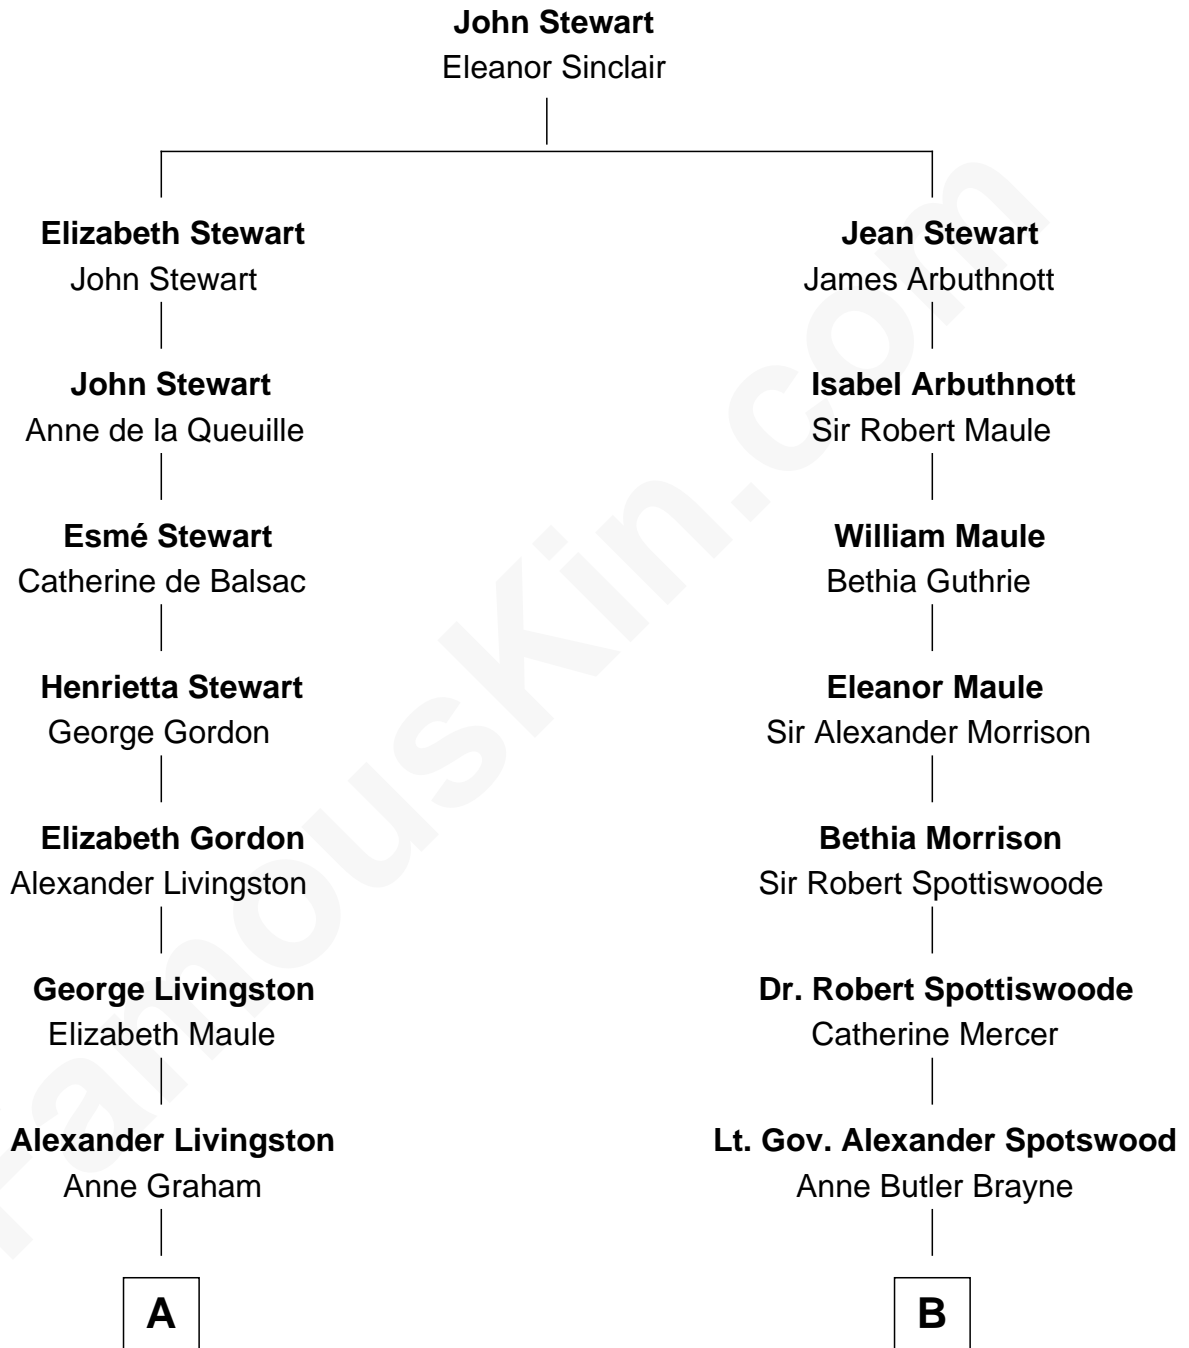 John Stewart
Eleanor Sinclair
Elizabeth Stewart
John Stewart
John Stewart
Anne de la Queuille
Esmé Stewart
Catherine de Balsac
Henrietta Stewart
George Gordon
Elizabeth Gordon
Alexander Livingston
George Livingston
Elizabeth Maule
Alexander Livingston
Anne Graham
A
Jean Stewart
James Arbuthnott
Isabel Arbuthnott
Sir Robert Maule
William Maule
Bethia Guthrie
Eleanor Maule
Sir Alexander Morrison
Bethia Morrison
Sir Robert Spottiswoode
Dr. Robert Spottiswoode
Catherine Mercer
Lt. Gov. Alexander Spotswood
Anne Butler Brayne
B
FamousKin.com